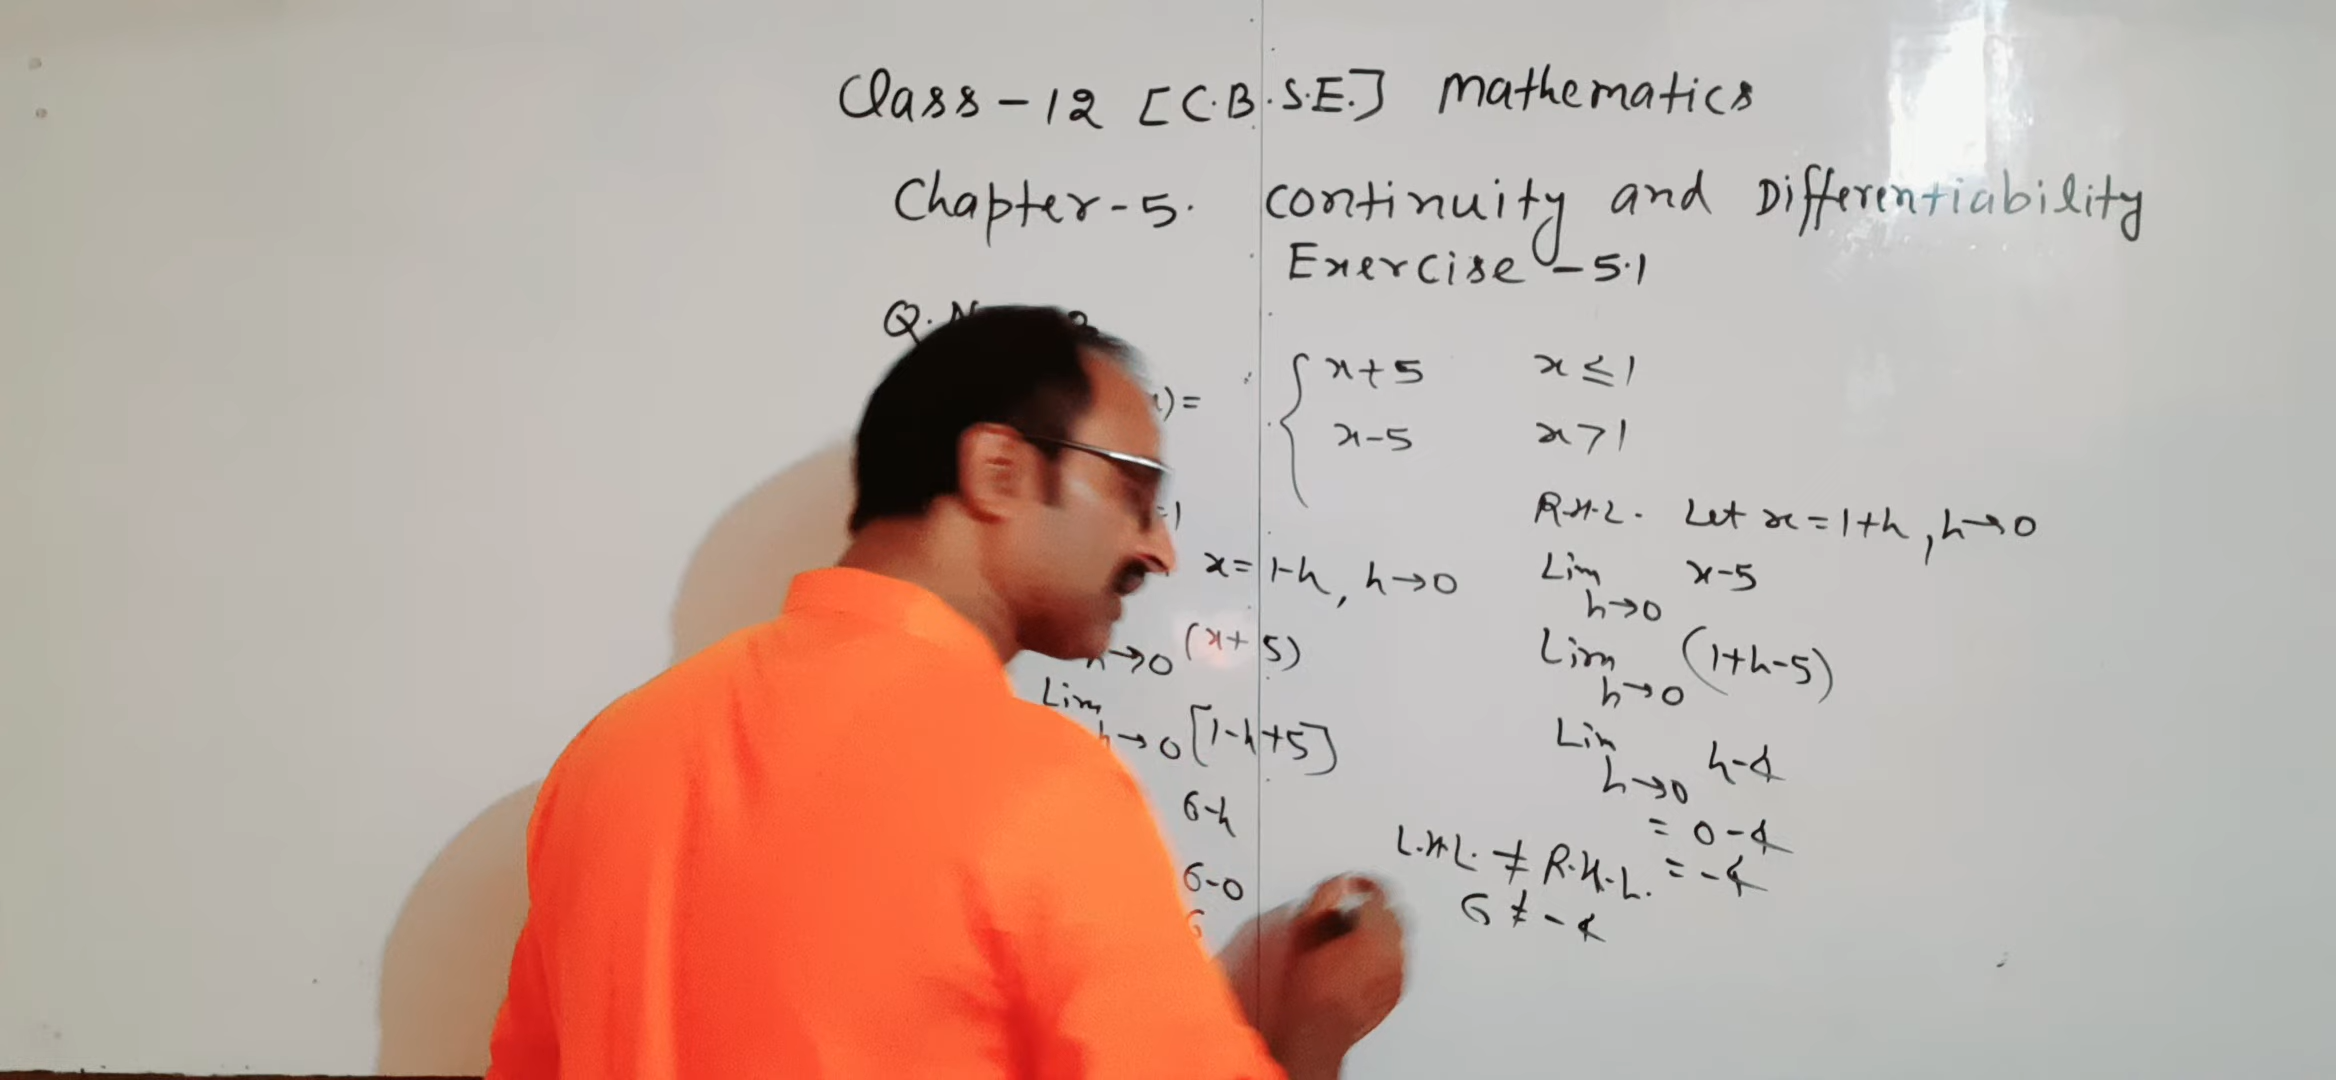 Class-12 [C.B.S.E.] Mathematics
Chapter-5. Continuity and Differentiability
Exercise-5.1
Q.
)=
{ x+5 x≤1
x-5 x>1
=1
x=1-h, h→0
h→0 (x+5)
Lim h→0 [1-h+5]
6-h
6-0
6
R.H.L. Let x=1+h, h→0
Lim h→0 x-5
Lim h→0 (1+h-5)
Lim h→0 h-4
= 0-4
= -4
L.H.L. ≠ R.H.L.
6 ≠ -4